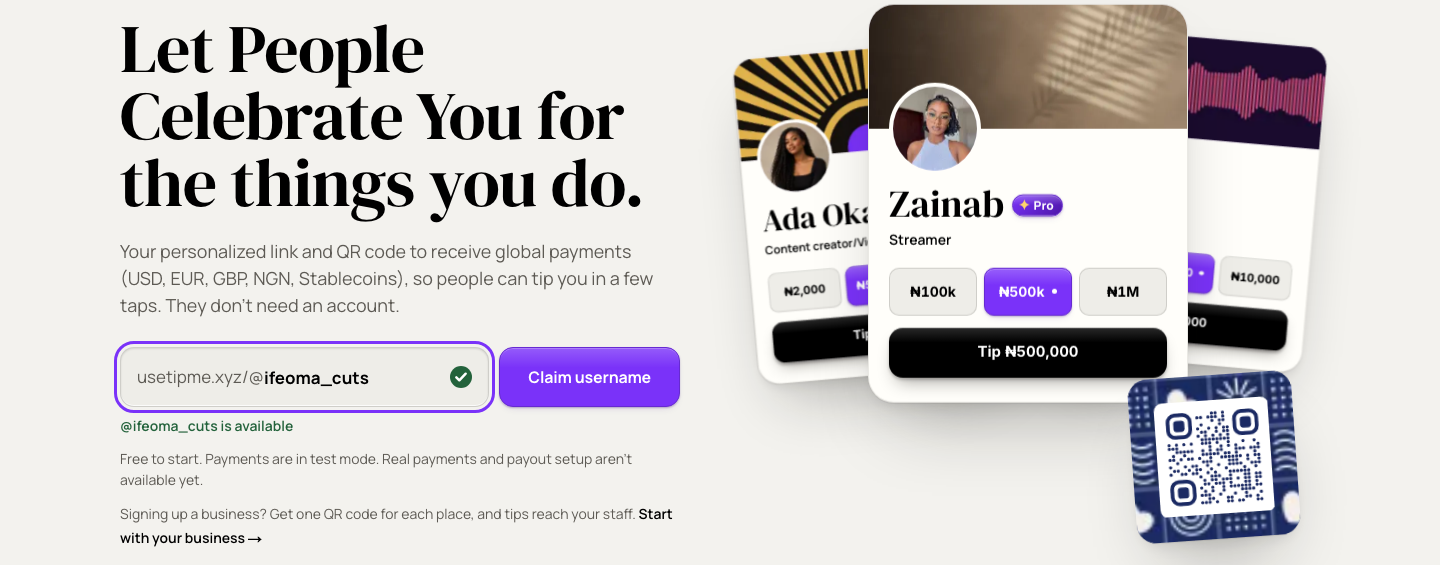 Let People
Celebrate You for
the things you do.
Your personalized link and QR code to receive global payments
(USD, EUR, GBP, NGN, Stablecoins), so people can tip you in a few
taps. They don't need an account.
usetipme.xyz/@ifeoma_cuts
Claim username
@ifeoma_cuts is available
Free to start. Payments are in test mode. Real payments and payout setup aren't
available yet.
Signing up a business? Get one QR code for each place, and tips reach your staff. Start
with your business →
Ada Oka
Content creator/Vi
₦2,000
Zainab
Pro
Streamer
₦100k
₦500k
₦1M
Tip ₦500,000
₦10,000